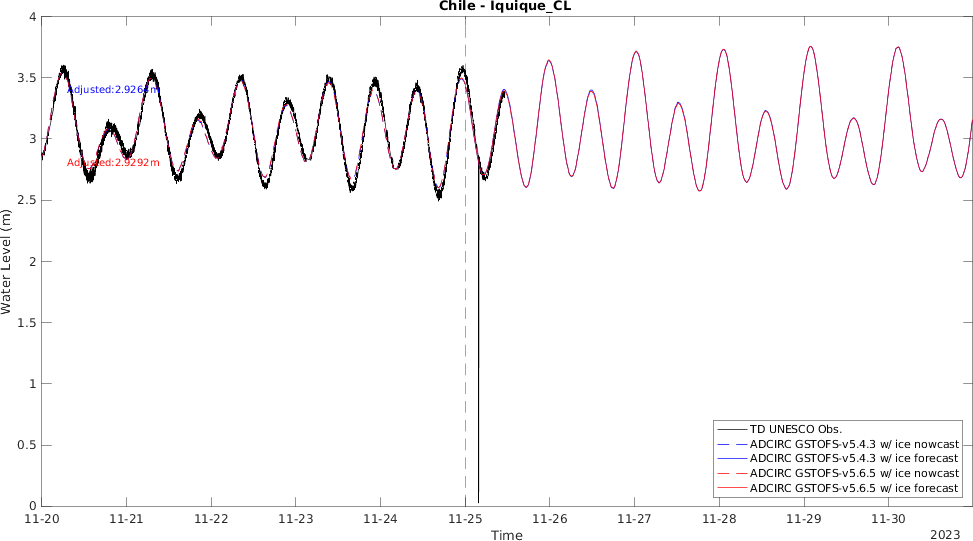 Chile - Iquique_CL
4
3.5
3
2.5
2
1.5
1
0.5
0
Water Level (m)
Adjusted:2.9264m
Adjusted:2.9292m
TD UNESCO Obs.
ADCIRC GSTOFS-v5.4.3 w/ ice nowcast
ADCIRC GSTOFS-v5.4.3 w/ ice forecast
ADCIRC GSTOFS-v5.6.5 w/ ice nowcast
ADCIRC GSTOFS-v5.6.5 w/ ice forecast
11-20 11-21 11-22 11-23 11-24 11-25 11-26 11-27 11-28 11-29 11-30
Time
2023